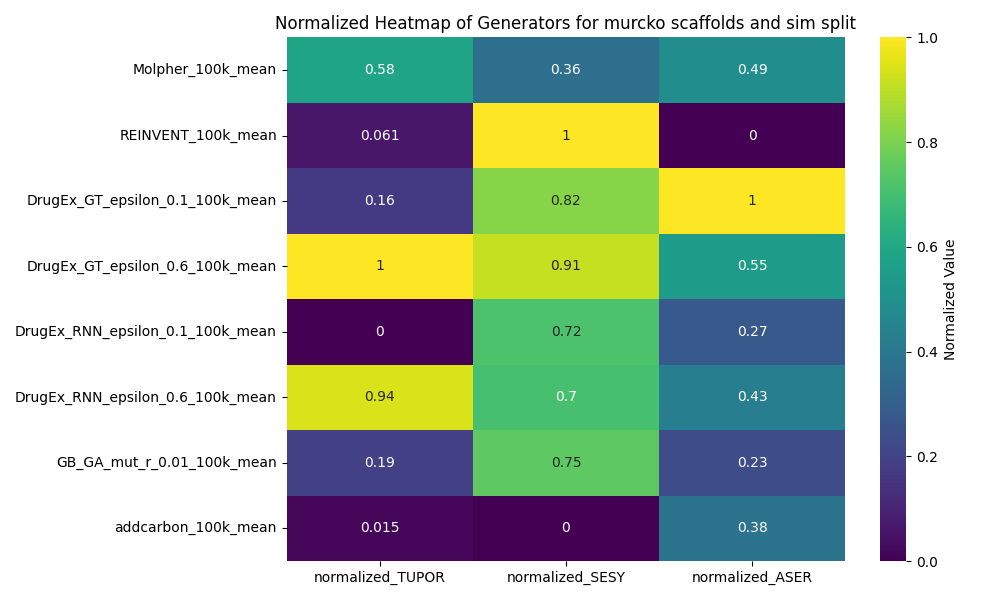 Normalized Heatmap of Generators for murcko scaffolds and sim split
Molpher_100k_mean 0.58 0.36 0.49
REINVENT_100k_mean 0.061 1 0
DrugEx_GT_epsilon_0.1_100k_mean 0.16 0.82 1
DrugEx_GT_epsilon_0.6_100k_mean 1 0.91 0.55
DrugEx_RNN_epsilon_0.1_100k_mean 0 0.72 0.27
DrugEx_RNN_epsilon_0.6_100k_mean 0.94 0.7 0.43
GB_GA_mut_r_0.01_100k_mean 0.19 0.75 0.23
addcarbon_100k_mean 0.015 0 0.38
normalized_TUPOR normalized_SESY normalized_ASER
1.0
0.8
0.6
0.4
0.2
0.0
Normalized Value